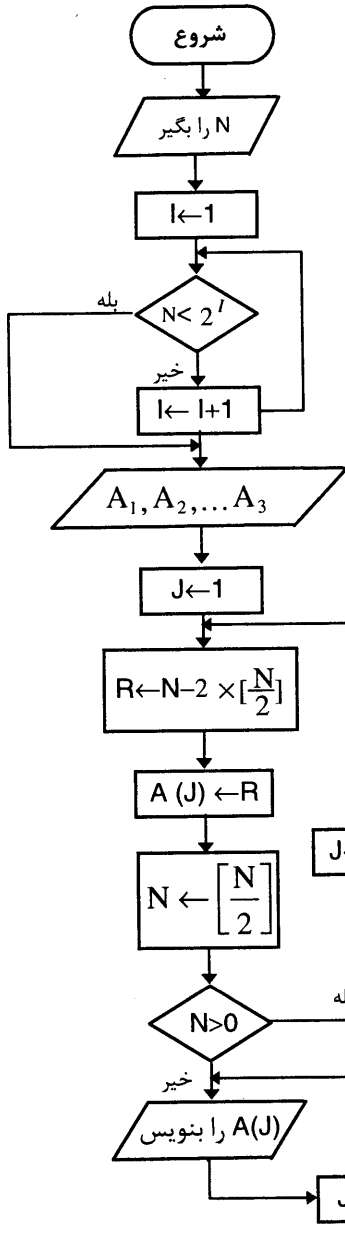 شروع
N را بگیر
I←1
N< 2^I
بله
خیر
I← I+1
A₁, A₂, ... A₃
J←1
R←N–2 × [N/2]
A (J) ←R
N ← [N/2]
J
N>0
خیر
A(J) را بنویس
J